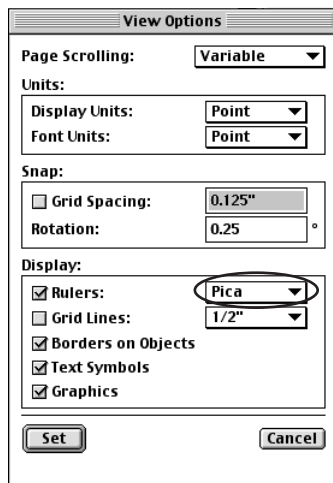 View Options
Page Scrolling: Variable
Units:
Display Units: Point
Font Units: Point
Snap:
Grid Spacing: 0.125"
Rotation: 0.25 °
Display:
Rulers: Pica
Grid Lines: 1/2"
Borders on Objects
Text Symbols
Graphics
Set Cancel